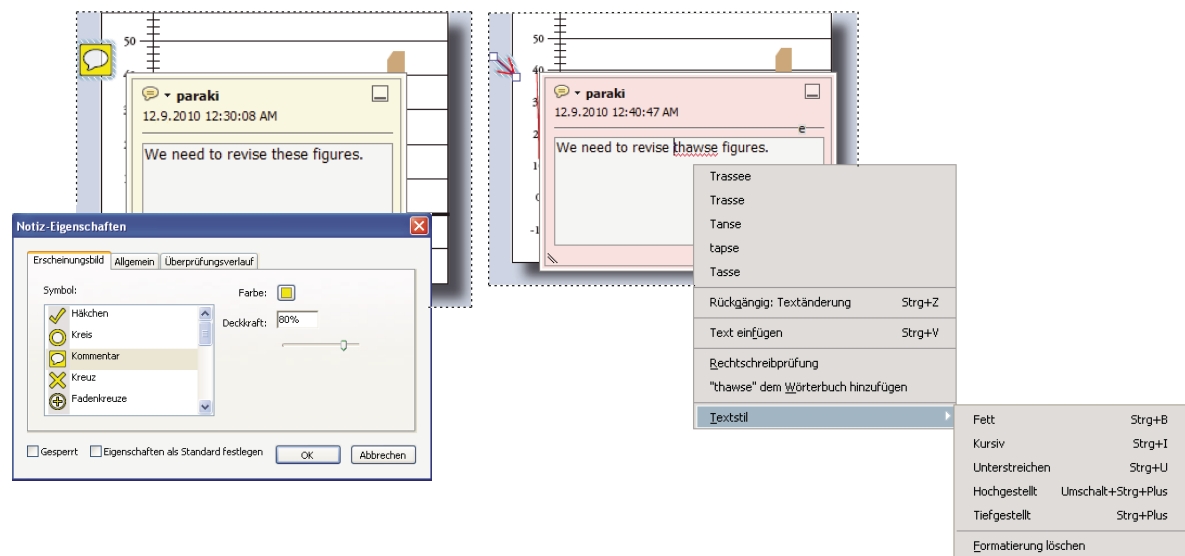 50
40
paraki
12.9.2010 12:30:08 AM
We need to revise these figures.
Notiz-Eigenschaften
Erscheinungsbild Allgemein Überprüfungsverlauf
Symbol:
Häkchen
Kreis
Kommentar
Kreuz
Fadenkreuze
Farbe:
Deckkraft: 80%
Gesperrt Eigenschaften als Standard festlegen OK Abbrechen
50
40
paraki
12.9.2010 12:40:47 AM
e
We need to revise thawse figures.
Trassee
Trasse
Tanse
tapse
Tasse
Rückgängig: Textänderung Strg+Z
Text einfügen Strg+V
Rechtschreibprüfung
"thawse" dem Wörterbuch hinzufügen
Textstil
Fett Strg+B
Kursiv Strg+I
Unterstreichen Strg+U
Hochgestellt Umschalt+Strg+Plus
Tiefgestellt Strg+Plus
Formatierung löschen